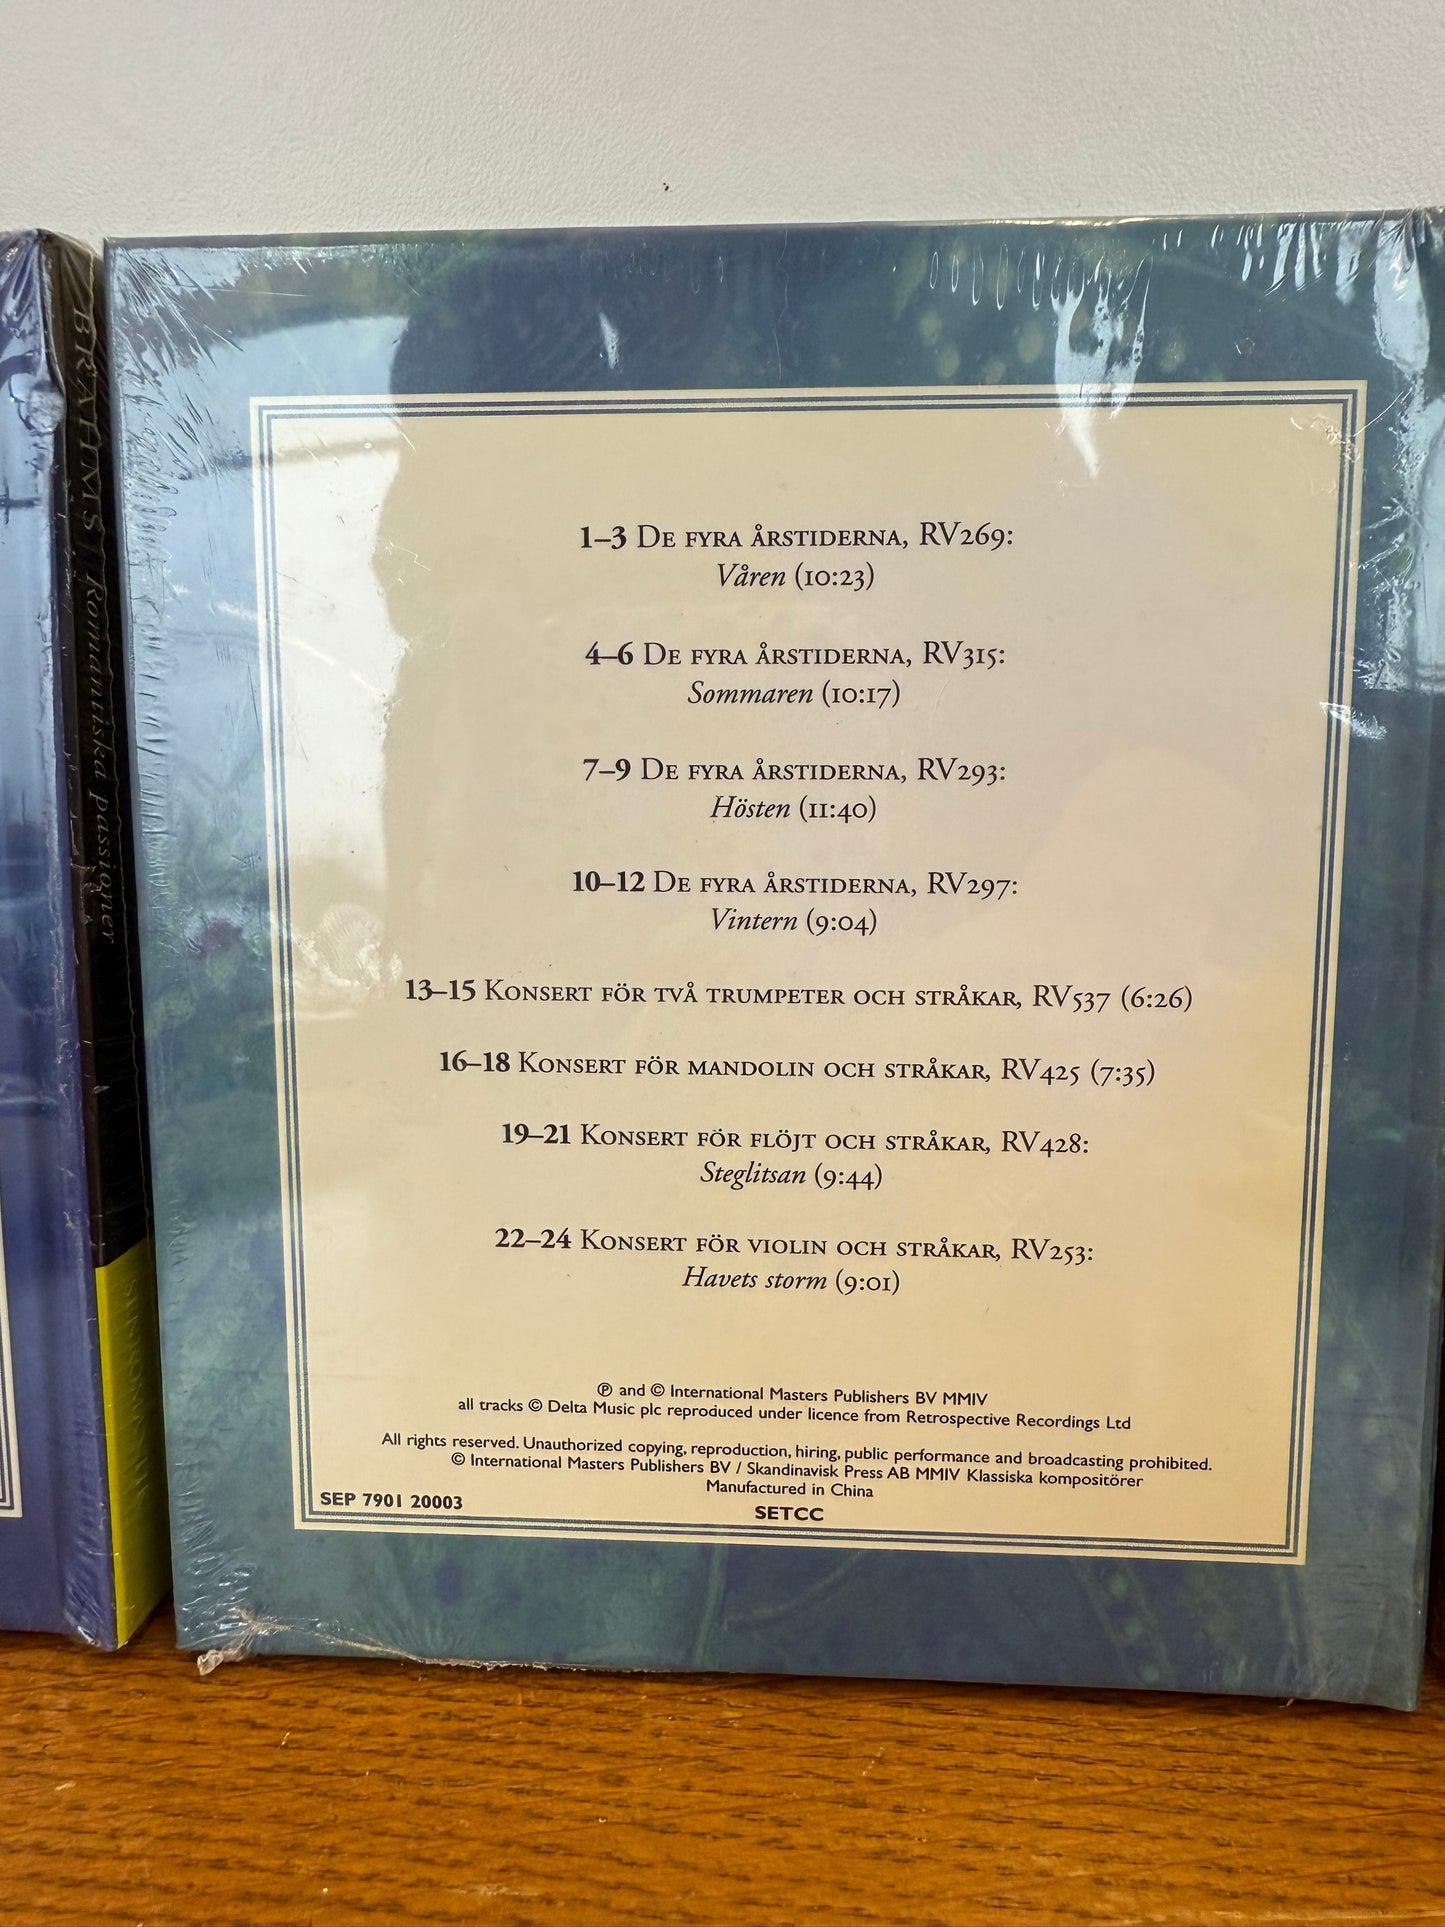 BRAHMS / Romantiska passioner
1–3 De fyra årstiderna, RV269:
Våren (10:23)
4–6 De fyra årstiderna, RV315:
Sommaren (10:17)
7–9 De fyra årstiderna, RV293:
Hösten (11:40)
10–12 De fyra årstiderna, RV297:
Vintern (9:04)
13–15 Konsert för två trumpeter och stråkar, RV537 (6:26)
16–18 Konsert för mandolin och stråkar, RV425 (7:35)
19–21 Konsert för flöjt och stråkar, RV428:
Steglitsan (9:44)
22–24 Konsert för violin och stråkar, RV253:
Havets storm (9:01)
℗ and © International Masters Publishers BV MMIV
all tracks © Delta Music plc reproduced under licence from Retrospective Recordings Ltd
All rights reserved. Unauthorized copying, reproduction, hiring, public performance and broadcasting prohibited.
© International Masters Publishers BV / Skandinavisk Press AB MMIV Klassiska kompositörer
Manufactured in China
SEP 7901 20003
SETCC